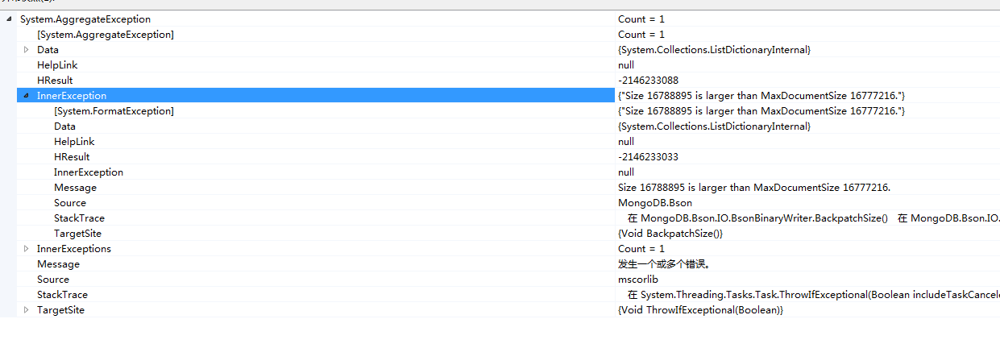 System.AggregateException Count = 1
[System.AggregateException] Count = 1
Data {System.Collections.ListDictionaryInternal}
HelpLink null
HResult -2146233088
InnerException {"Size 16788895 is larger than MaxDocumentSize 16777216."}
[System.FormatException] {"Size 16788895 is larger than MaxDocumentSize 16777216."}
Data {System.Collections.ListDictionaryInternal}
HelpLink null
HResult -2146233033
InnerException null
Message Size 16788895 is larger than MaxDocumentSize 16777216.
Source MongoDB.Bson
StackTrace 在 MongoDB.Bson.IO.BsonBinaryWriter.BackpatchSize() 在 MongoDB.Bson.IO.
TargetSite {Void BackpatchSize()}
InnerExceptions Count = 1
Message 发生一个或多个错误。
Source mscorlib
StackTrace 在 System.Threading.Tasks.Task.ThrowIfExceptional(Boolean includeTaskCancele
TargetSite {Void ThrowIfExceptional(Boolean)}